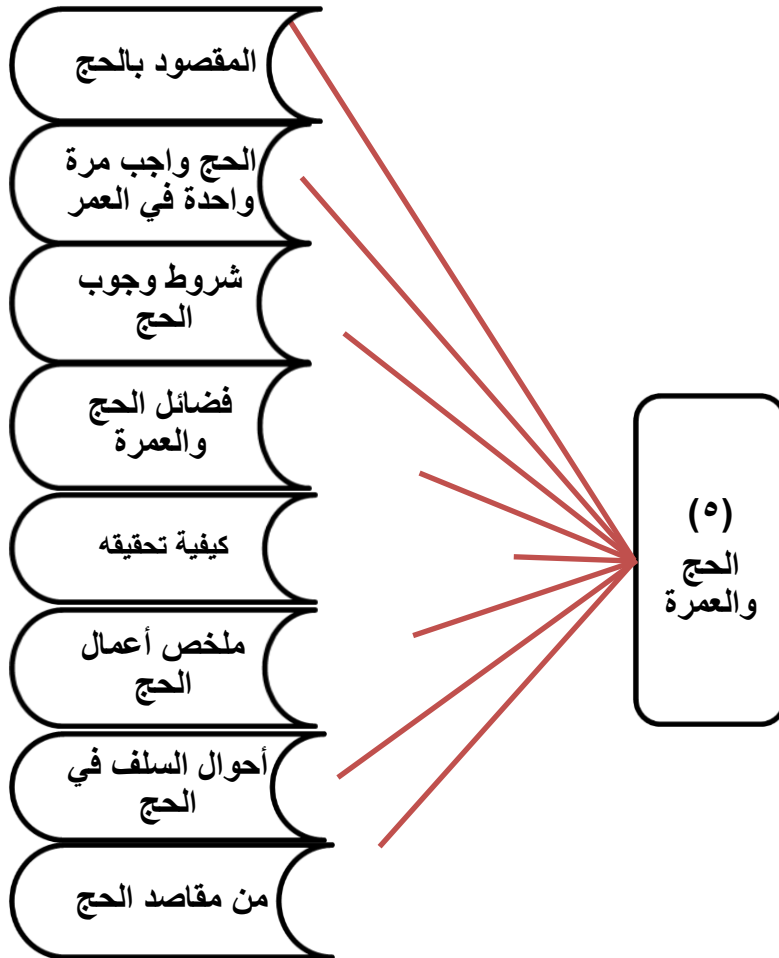 (٥)
الحج
والعمرة
المقصود بالحج
الحج واجب مرة
واحدة في العمر
شروط وجوب
الحج
فضائل الحج
والعمرة
كيفية تحقيقه
ملخص أعمال
الحج
أحوال السلف في
الحج
من مقاصد الحج